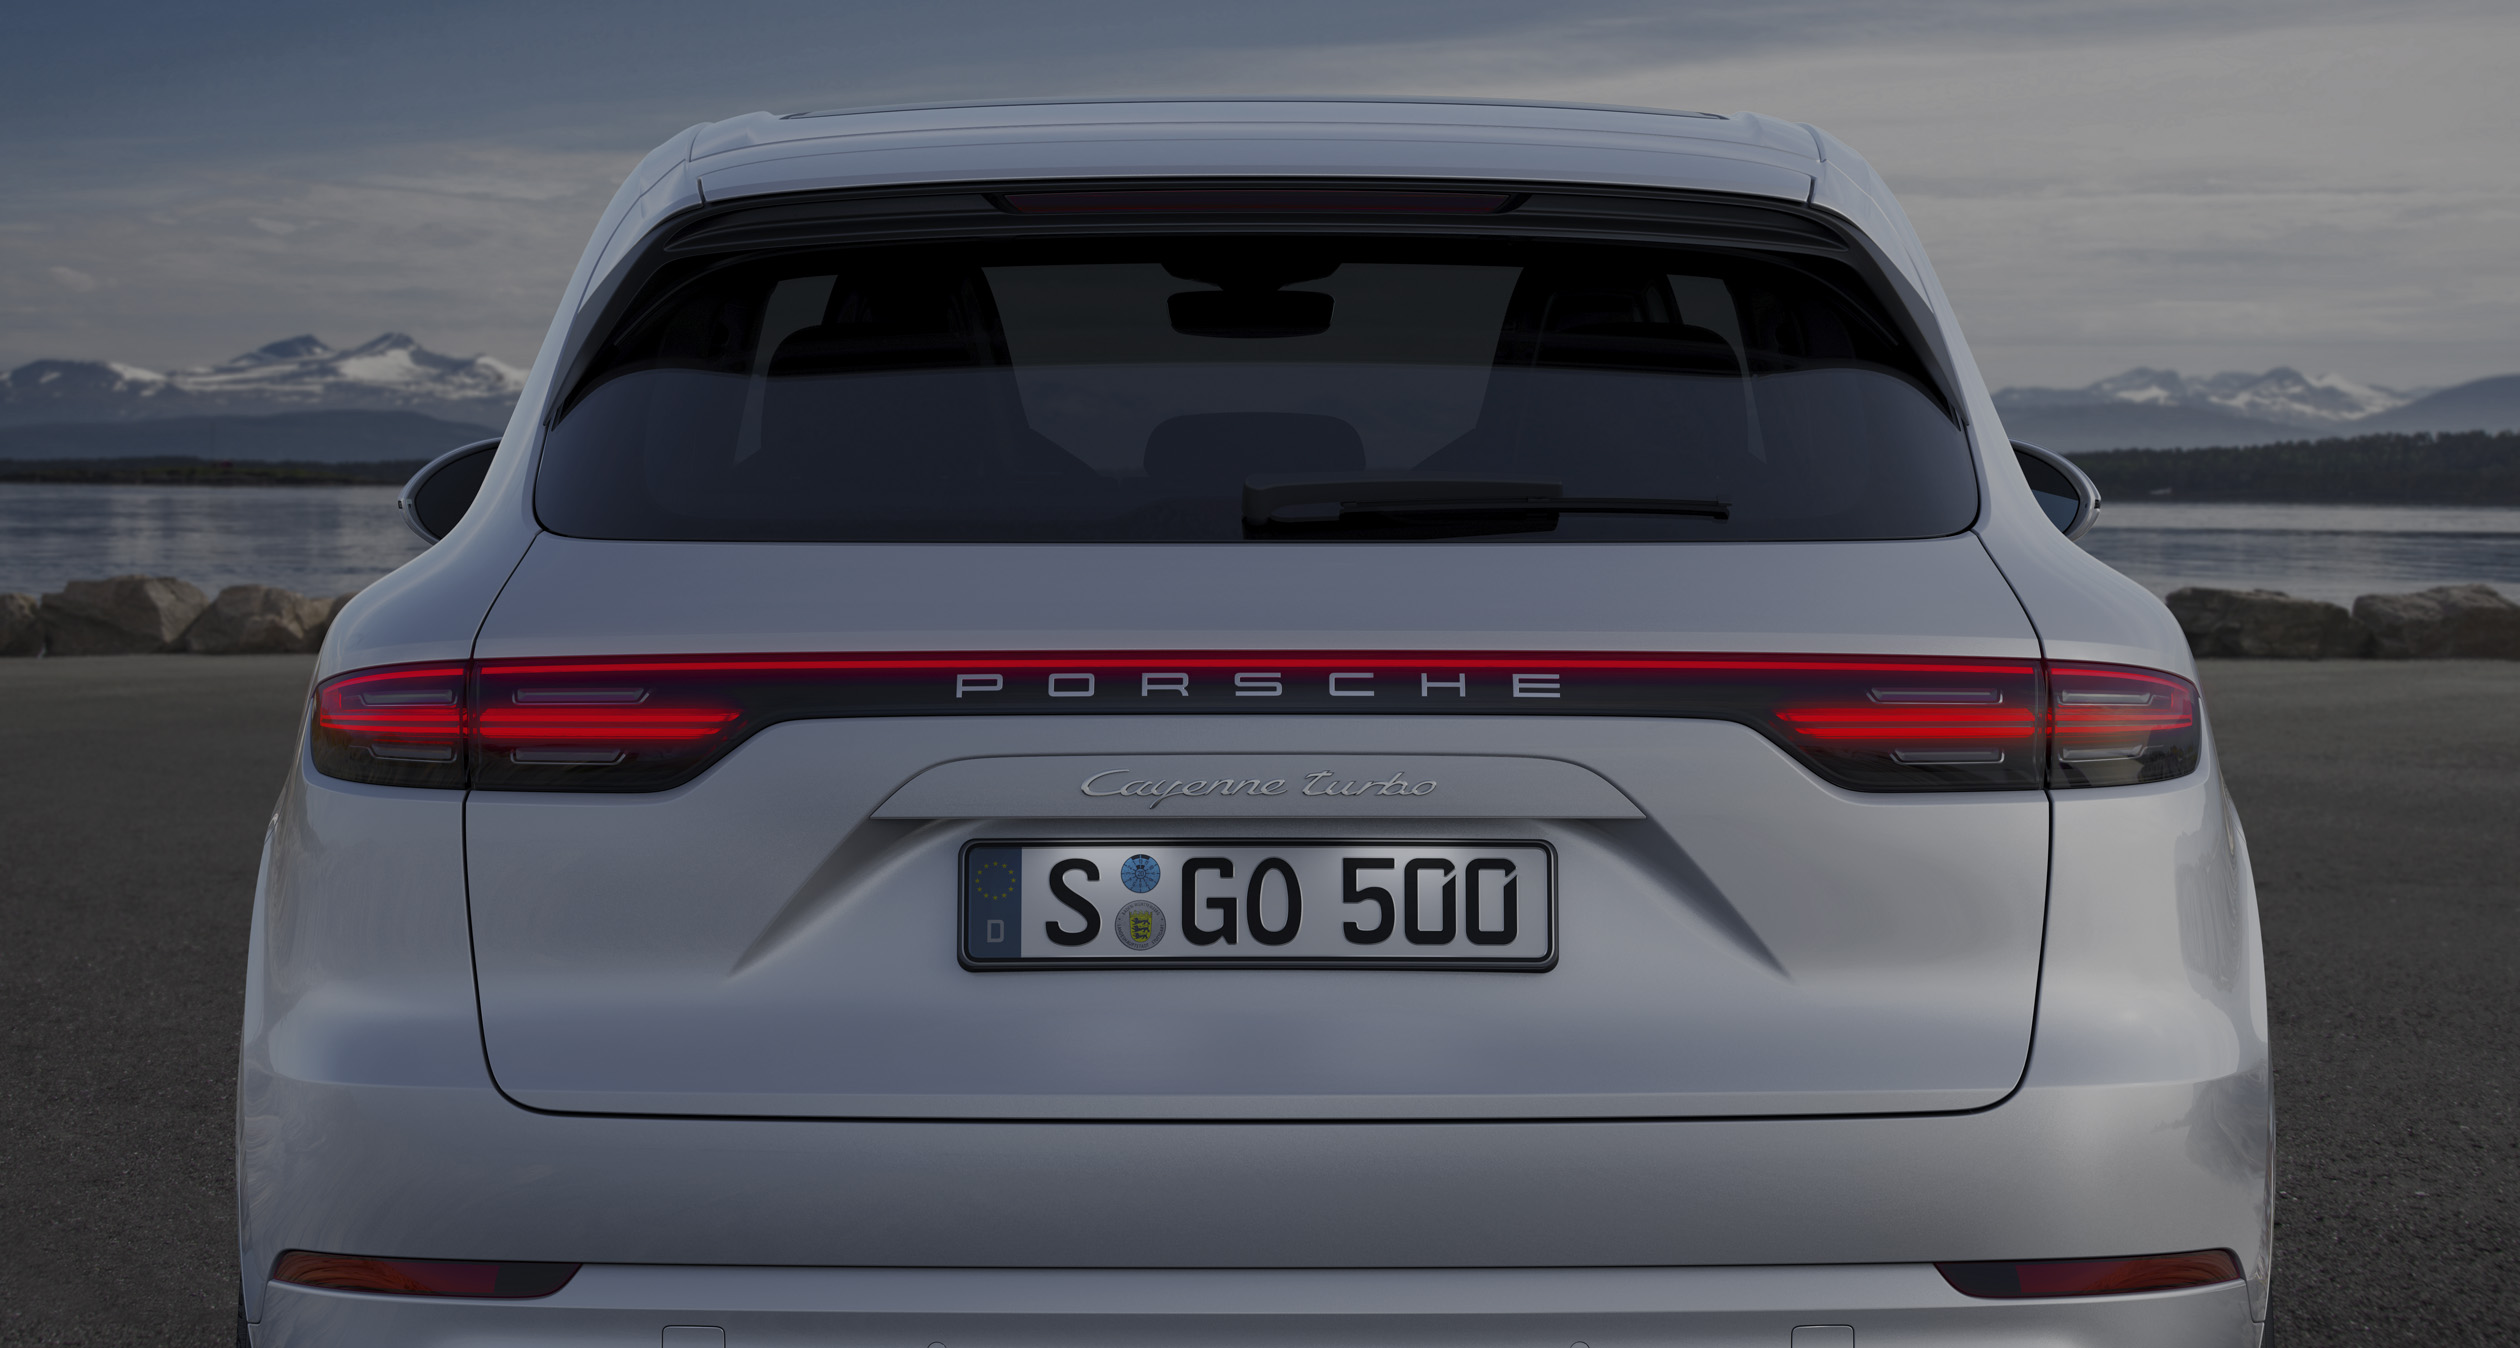 PORSCHE
Cayenne turbo
D
S GO 500